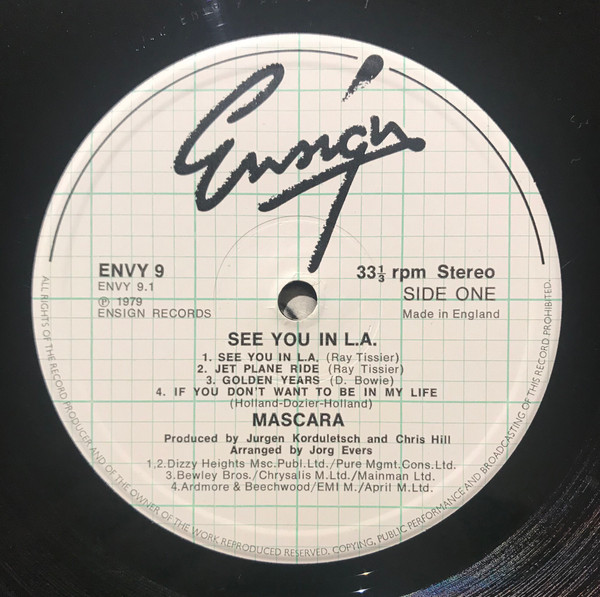 Ensign
ENVY 9
ENVY 9.1
℗ 1979
ENSIGN RECORDS
33⅓ rpm Stereo
SIDE ONE
Made in England
SEE YOU IN L.A.
1. SEE YOU IN L.A. (Ray Tissier)
2. JET PLANE RIDE (Ray Tissier)
3. GOLDEN YEARS (D. Bowie)
4. IF YOU DON'T WANT TO BE IN MY LIFE
(Holland-Dozier-Holland)
MASCARA
Produced by Jurgen Korduletsch and Chris Hill
Arranged by Jorg Evers
1,2.Dizzy Heights Msc.Publ.Ltd./Pure Mgmt.Cons.Ltd.
3.Bewley Bros./Chrysalis M.Ltd./Mainman Ltd.
4.Ardmore & Beechwood/EMI M./April M.Ltd.
ALL RIGHTS OF THE RECORD PRODUCER AND OF THE OWNER OF THE WORK REPRODUCED RESERVED. COPYING, PUBLIC PERFORMANCE AND BROADCASTING OF THIS RECORD PROHIBITED.